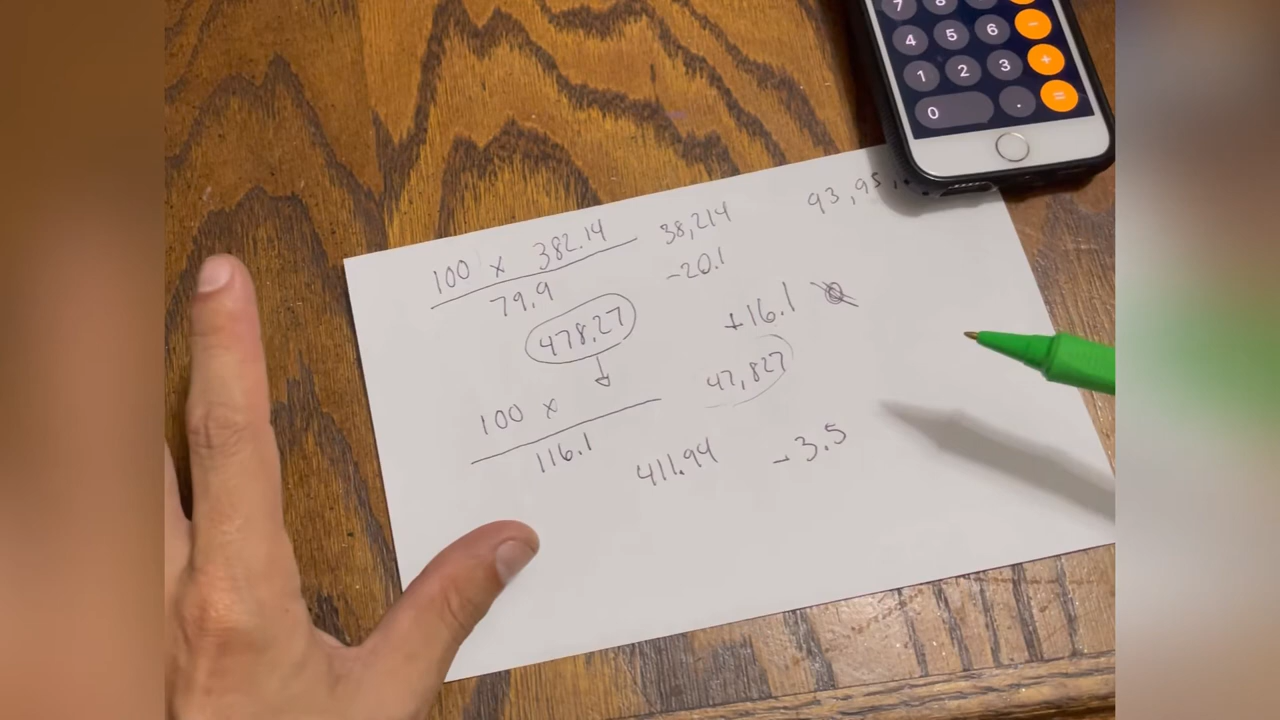 7 8
4 5 6 −
1 2 3 +
0 . =
93,95,
100 x 382.14
79.9
38,214
-20.1
478.27
+16.1
47,827
100 x
116.1
411.94
-3.5